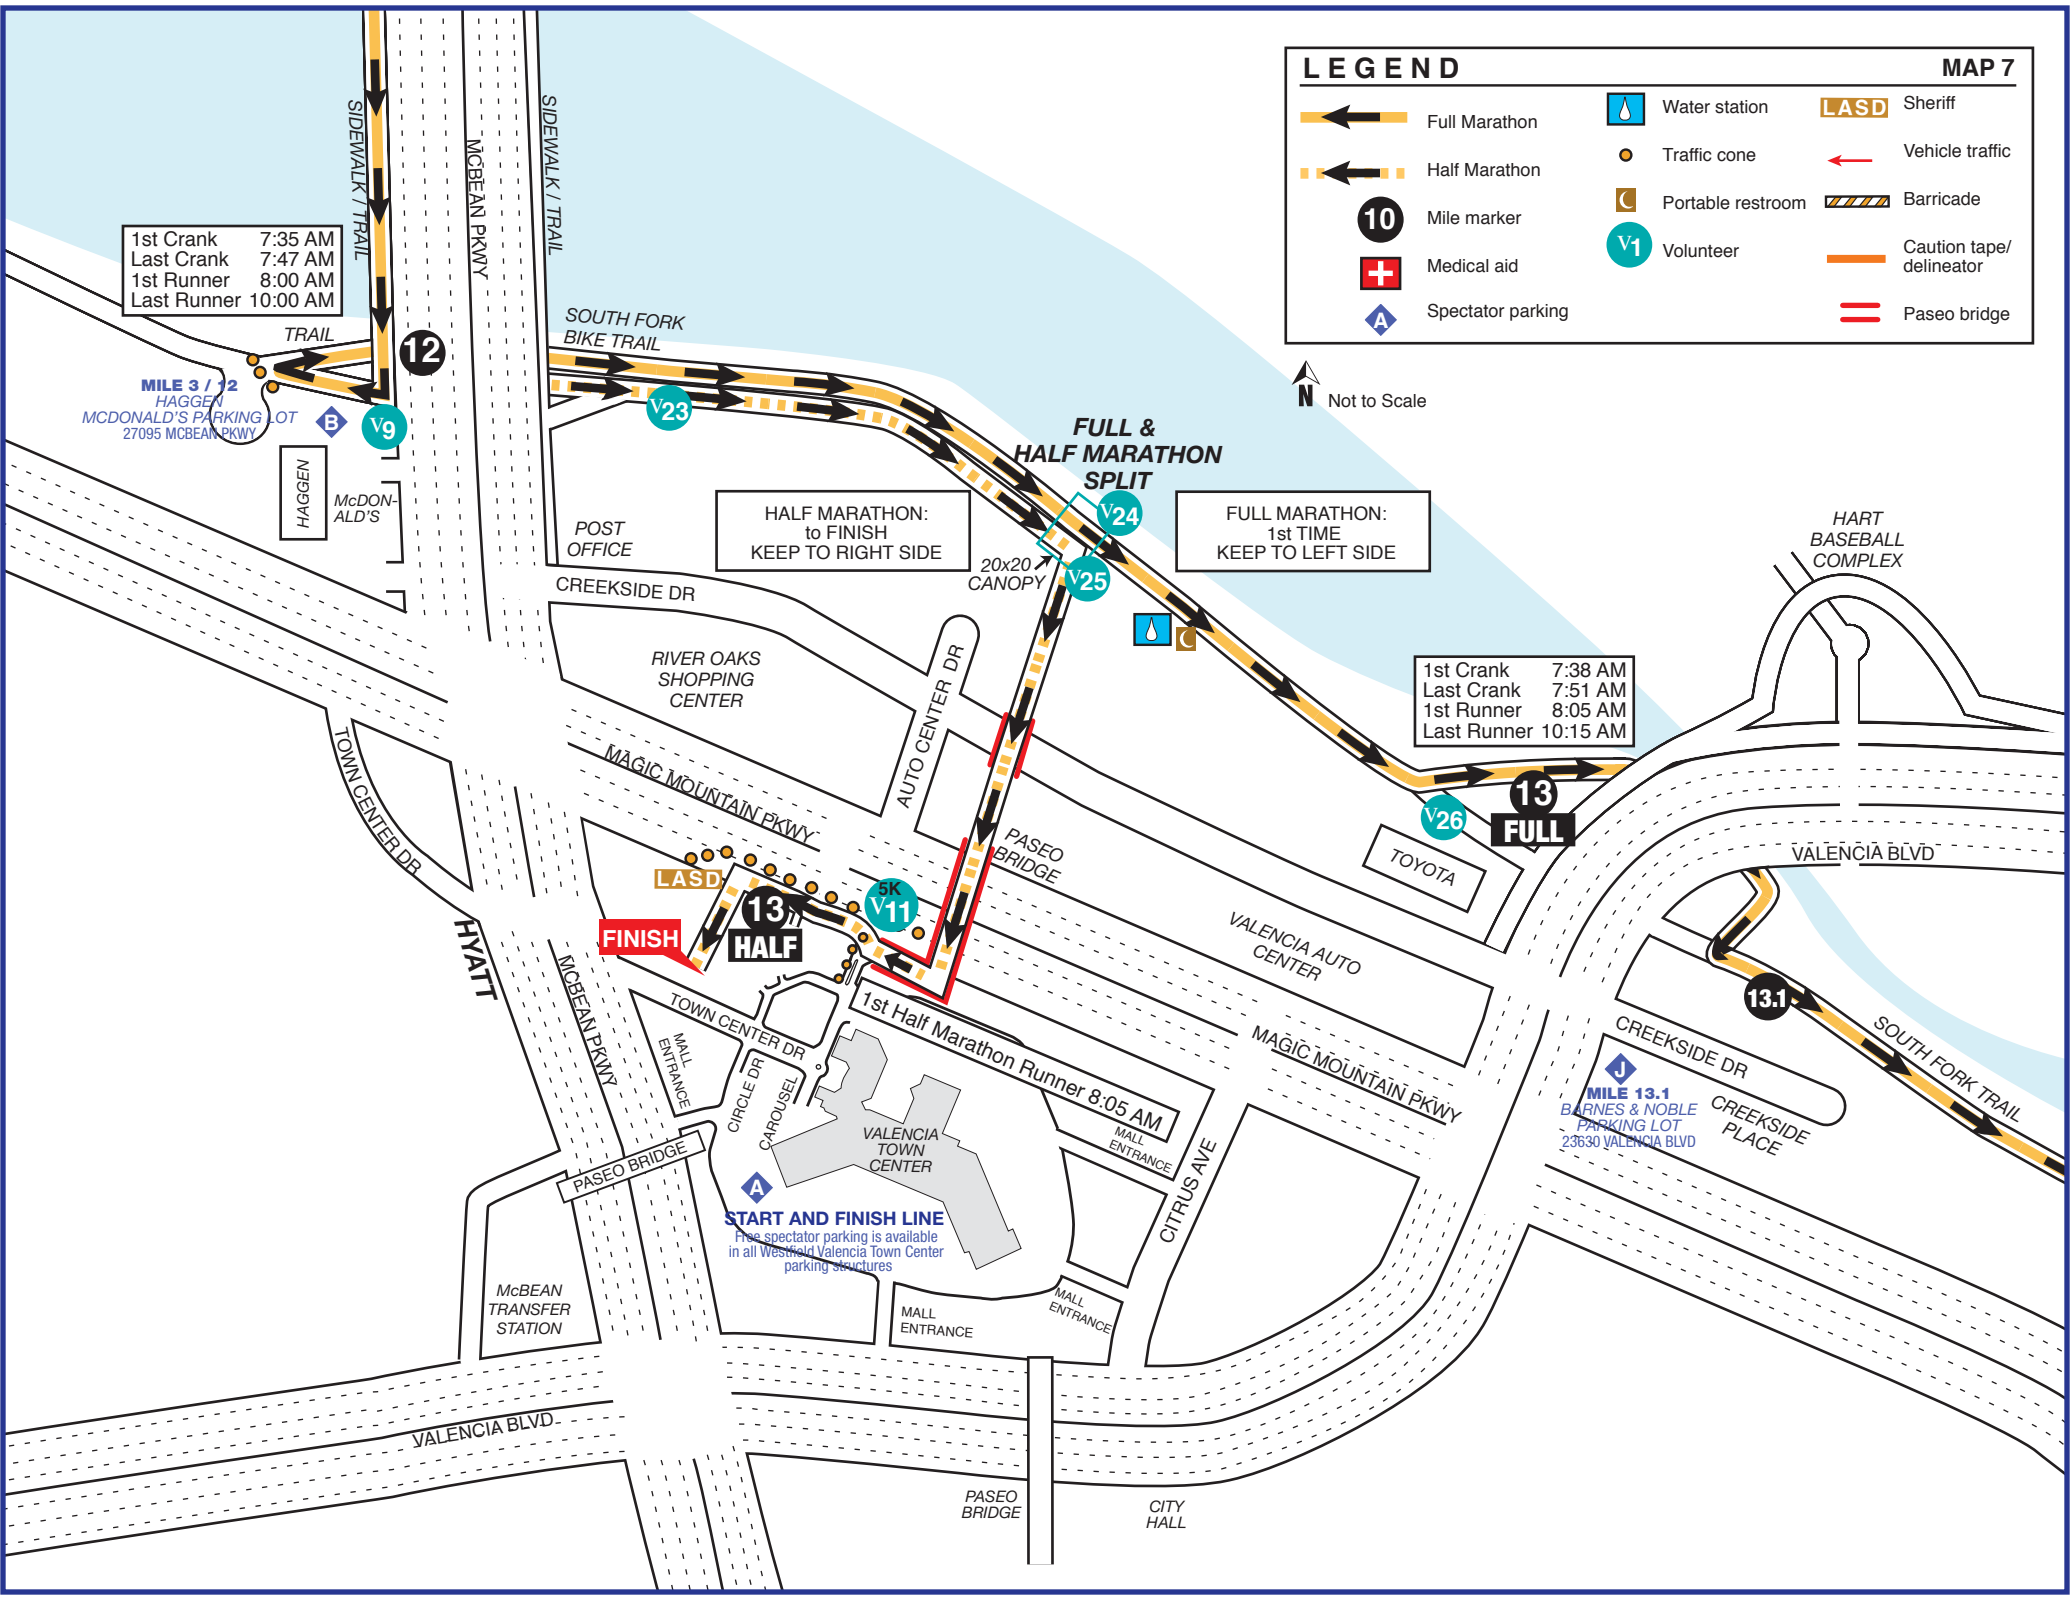 LEGEND
MAP 7
Full Marathon
Half Marathon
10
Mile marker
Medical aid
A
Spectator parking
Water station
Traffic cone
Portable restroom
V1
Volunteer
LASD
Sheriff
Vehicle traffic
Barricade
Caution tape/
delineator
Paseo bridge
N
Not to Scale
SIDEWALK / TRAIL
MCBEAN PKWY
SIDEWALK / TRAIL
1st Crank 7:35 AM
Last Crank 7:47 AM
1st Runner 8:00 AM
Last Runner 10:00 AM
TRAIL
12
MILE 3 / 12
HAGGEN
MCDONALD'S PARKING LOT
27095 MCBEAN PKWY
B
V9
HAGGEN
McDON-
ALD'S
SOUTH FORK
BIKE TRAIL
V23
FULL &
HALF MARATHON
SPLIT
V24
HALF MARATHON:
to FINISH
KEEP TO RIGHT SIDE
FULL MARATHON:
1st TIME
KEEP TO LEFT SIDE
20x20
CANOPY
V25
POST
OFFICE
CREEKSIDE DR
RIVER OAKS
SHOPPING
CENTER
AUTO CENTER DR
HART
BASEBALL
COMPLEX
1st Crank 7:38 AM
Last Crank 7:51 AM
1st Runner 8:05 AM
Last Runner 10:15 AM
13
FULL
V26
TOYOTA
VALENCIA BLVD
TOWN CENTER DR
MAGIC MOUNTAIN PKWY
PASEO
BRIDGE
LASD
5K
V11
13
HALF
FINISH
HYATT
MCBEAN PKWY
VALENCIA AUTO
CENTER
MAGIC MOUNTAIN PKWY
13.1
SOUTH FORK TRAIL
CREEKSIDE DR
J
MILE 13.1
BARNES & NOBLE
PARKING LOT
23630 VALENCIA BLVD
CREEKSIDE
PLACE
1st Half Marathon Runner 8:05 AM
TOWN CENTER DR
MALL
ENTRANCE
CIRCLE DR
CAROUSEL
VALENCIA
TOWN
CENTER
MALL
ENTRANCE
CITRUS AVE
PASEO BRIDGE
A
START AND FINISH LINE
Free spectator parking is available
in all Westfield Valencia Town Center
parking structures
McBEAN
TRANSFER
STATION
MALL
ENTRANCE
MALL
ENTRANCE
VALENCIA BLVD
PASEO
BRIDGE
CITY
HALL